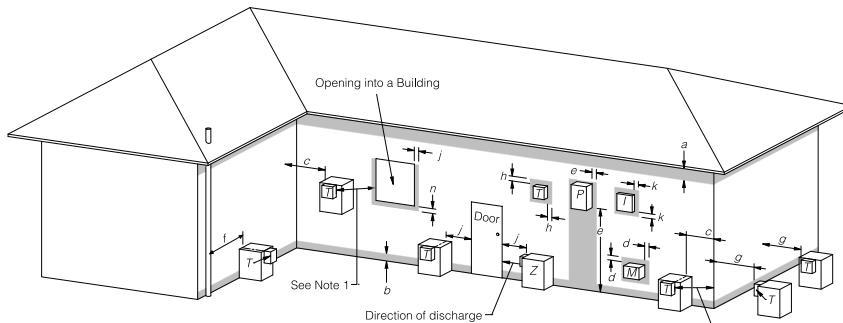 Opening into a Building
a
j
c
e
h
k
T
n
T
P
I
h
k
Door
f
e
c
j
j
d
g
g
T
T
T
Z
d
M
T
T
T
b
See Note 1
Direction of discharge